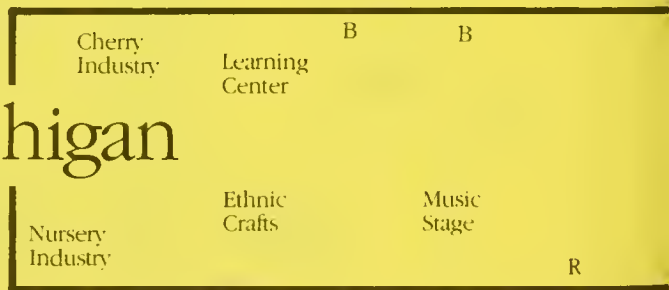 B B
Cherry
Industry
Learning
Center
higan
Ethnic
Crafts
Music
Stage
Nursery
Industry
R